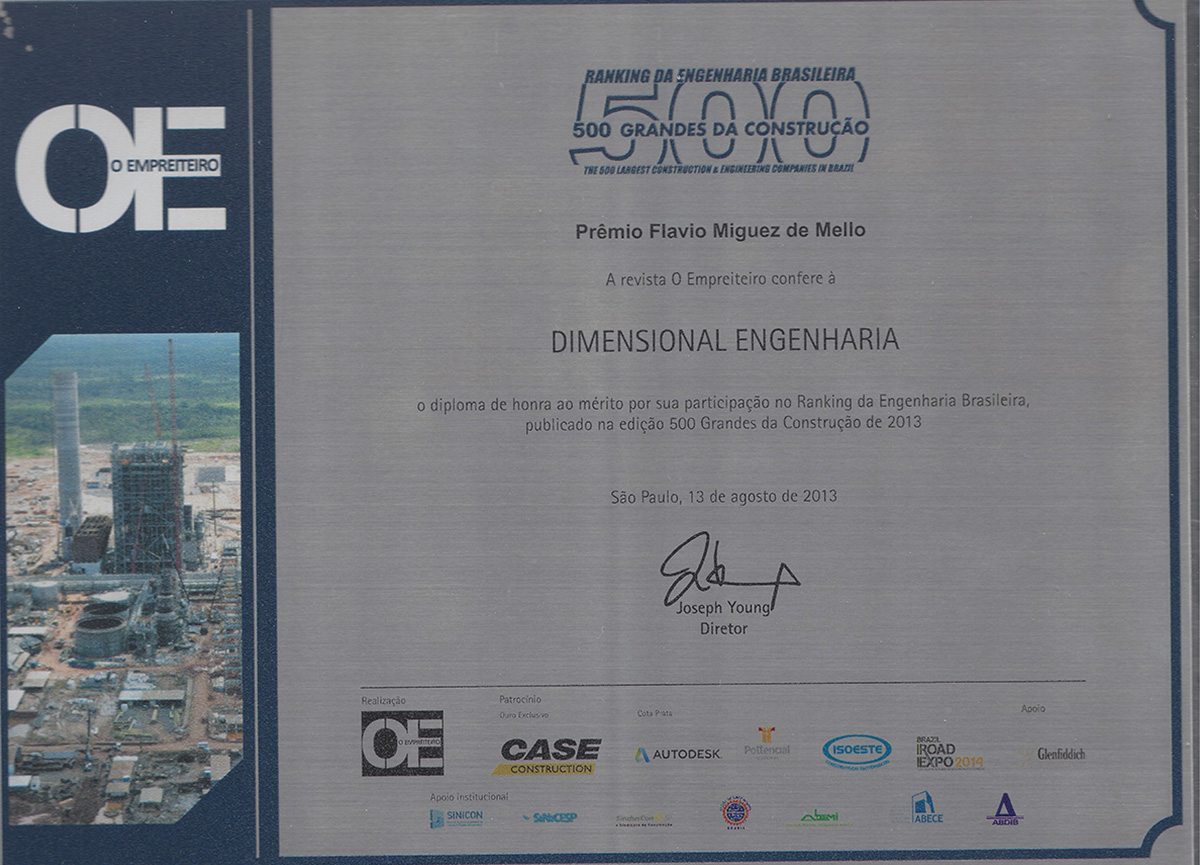 OE
O EMPREITEIRO
RANKING DA ENGENHARIA BRASILEIRA
500
500 GRANDES DA CONSTRUÇÃO
THE 500 LARGEST CONSTRUCTION & ENGINEERING COMPANIES IN BRAZIL
Prêmio Flavio Miguez de Mello
A revista O Empreiteiro confere à
DIMENSIONAL ENGENHARIA
o diploma de honra ao mérito por sua participação no Ranking da Engenharia Brasileira,
publicado na edição 500 Grandes da Construção de 2013
São Paulo, 13 de agosto de 2013
Joseph Young
Diretor
Realização
Patrocínio
Ouro Exclusivo
Cota Prata
Apoio
OE
O EMPREITEIRO
CASE
CONSTRUCTION
AUTODESK
Pottencial
ISOESTE
BRAZIL
ROAD
EXPO 2014
Glenfiddich
Apoio institucional
SINICON
SINICESP
SindusCon
abemi
ABECE
ABDIB